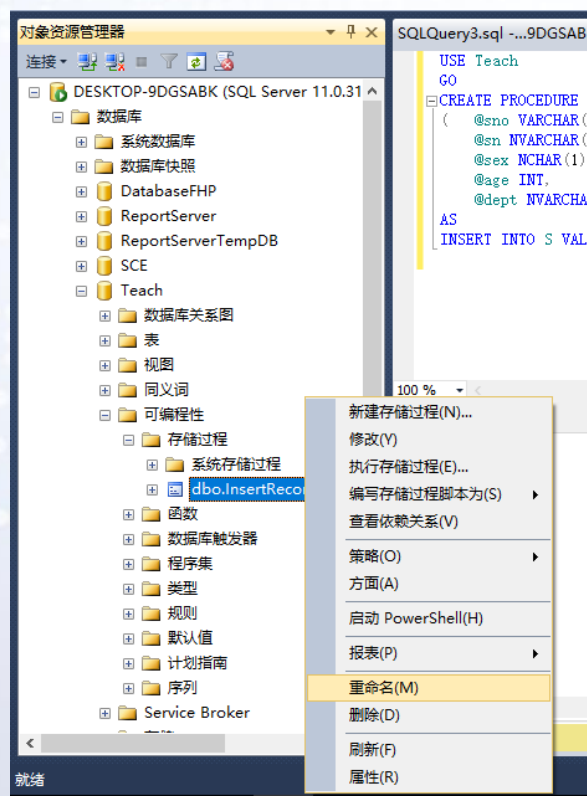 对象资源管理器
连接
DESKTOP-9DGSABK (SQL Server 11.0.31
数据库
系统数据库
数据库快照
DatabaseFHP
ReportServer
ReportServerTempDB
SCE
Teach
数据库关系图
表
视图
同义词
可编程性
存储过程
系统存储过程
dbo.InsertRecor
函数
数据库触发器
程序集
类型
规则
默认值
计划指南
序列
Service Broker
就绪
SQLQuery3.sql -...9DGSAB
USE Teach
GO
CREATE PROCEDURE
( @sno VARCHAR(
@sn NVARCHAR(
@sex NCHAR(1)
@age INT,
@dept NVARCHA
AS
INSERT INTO S VAL
100 %
新建存储过程(N)...
修改(Y)
执行存储过程(E)...
编写存储过程脚本为(S)
查看依赖关系(V)
策略(O)
方面(A)
启动 PowerShell(H)
报表(P)
重命名(M)
删除(D)
刷新(F)
属性(R)